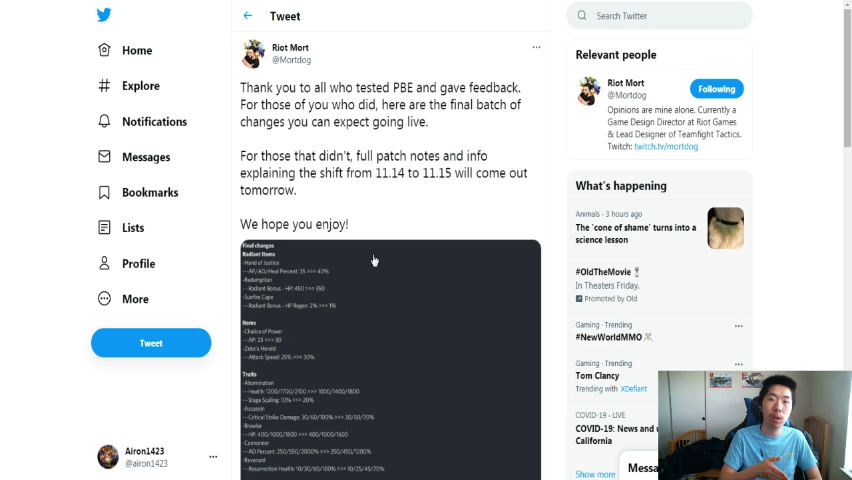 Home
Explore
Notifications
Messages
Bookmarks
Lists
Profile
More
Tweet
Airon1423
@airon1423
Tweet
Riot Mort
@Mortdog
Thank you to all who tested PBE and gave feedback.
For those of you who did, here are the final batch of
changes you can expect going live.
For those that didn't, full patch notes and info
explaining the shift from 11.14 to 11.15 will come out
tomorrow.
We hope you enjoy!
Final changes
Radiant Items
-Hand of Justice
---AP/AD/Heal Percent: 35 >>> 40%
-Redemption
---Radiant Bonus - HP: 450 >>> 350
-Sunfire Cape
---Radiant Bonus - HP Regen: 2% >>> 1%
Items
-Chalice of Power
---AP: 25 >>> 30
-Zeke's Herald
---Attack Speed: 25% >>> 30%
Traits
-Abomination
---Health: 1200/1700/2100 >>> 1000/1400/1800
---Stage Scaling: 10% >>> 20%
-Assassin
---Critical Strike Damage: 30/60/100% >>> 30/50/70%
-Brawler
---HP: 400/1000/1800 >>> 400/1000/1600
-Cannoneer
---AD Percent: 250/550/2000% >>> 250/450/1200%
-Revenant
---Resurrection Health: 10/30/60/100% >>> 10/25/45/70%
Search Twitter
Relevant people
Riot Mort
@Mortdog
Following
Opinions are mine alone. Currently a
Game Design Director at Riot Games
& Lead Designer of Teamfight Tactics.
Twitch: twitch.tv/mortdog
What's happening
Animals · 3 hours ago
The 'cone of shame' turns into a
science lesson
#OldTheMovie
In Theaters Friday.
Promoted by Old
Gaming · Trending
#NewWorldMMO
Gaming · Trending
Tom Clancy
Trending with XDefiant
COVID-19 · LIVE
COVID-19: News and
California
Show more
Messa